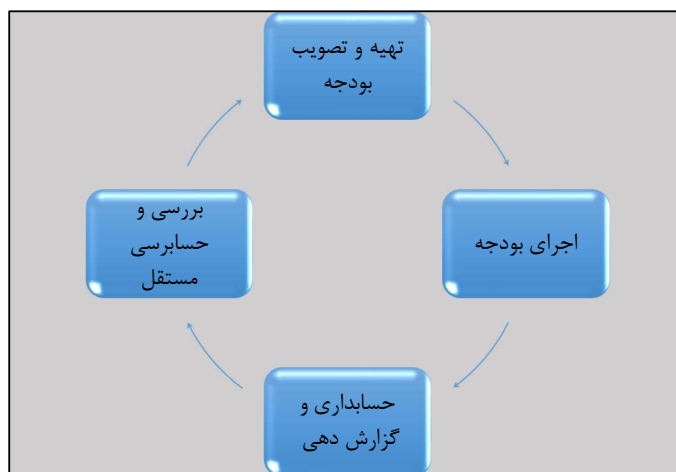 تهیه و تصویب
بودجه
اجرای بودجه
حسابداری و
گزارش دهی
بررسی و
حسابرسی
مستقل